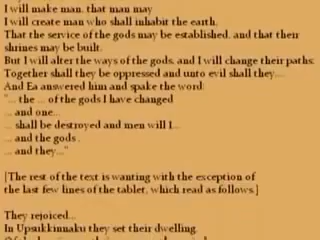 I will make man, that man may
I will create man who shall inhabit the earth,
That the service of the gods may be established, and that their
shrines may be built.
But I will alter the ways of the gods, and I will change their paths;
Together shall they be oppressed and unto evil shall they...
And Ea answered him and spake the word:
"... the ... of the gods I have changed
... and one...
... shall be destroyed and men will I...
... and the gods .
... and they..."
[The rest of the text is wanting with the exception of
the last few lines of the tablet, which read as follows.]
They rejoiced...
In Upsukkinnaku they set their dwelling.